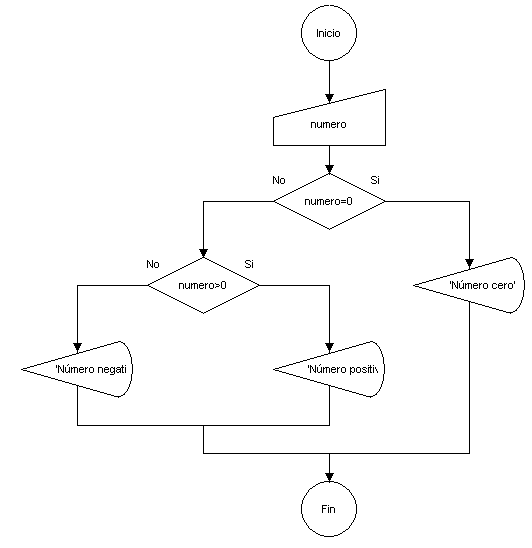 Inicio
numero
No
Si
numero=0
No
Si
numero>0
'Número cero'
'Número negati
'Número positiv
Fin